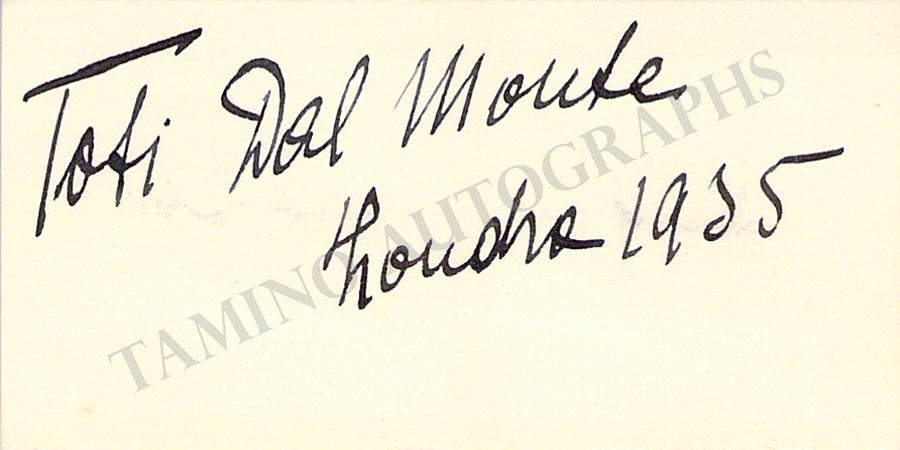 Toti Dal Monte
Londra 1935
TAMINO AUTOGRAPHS